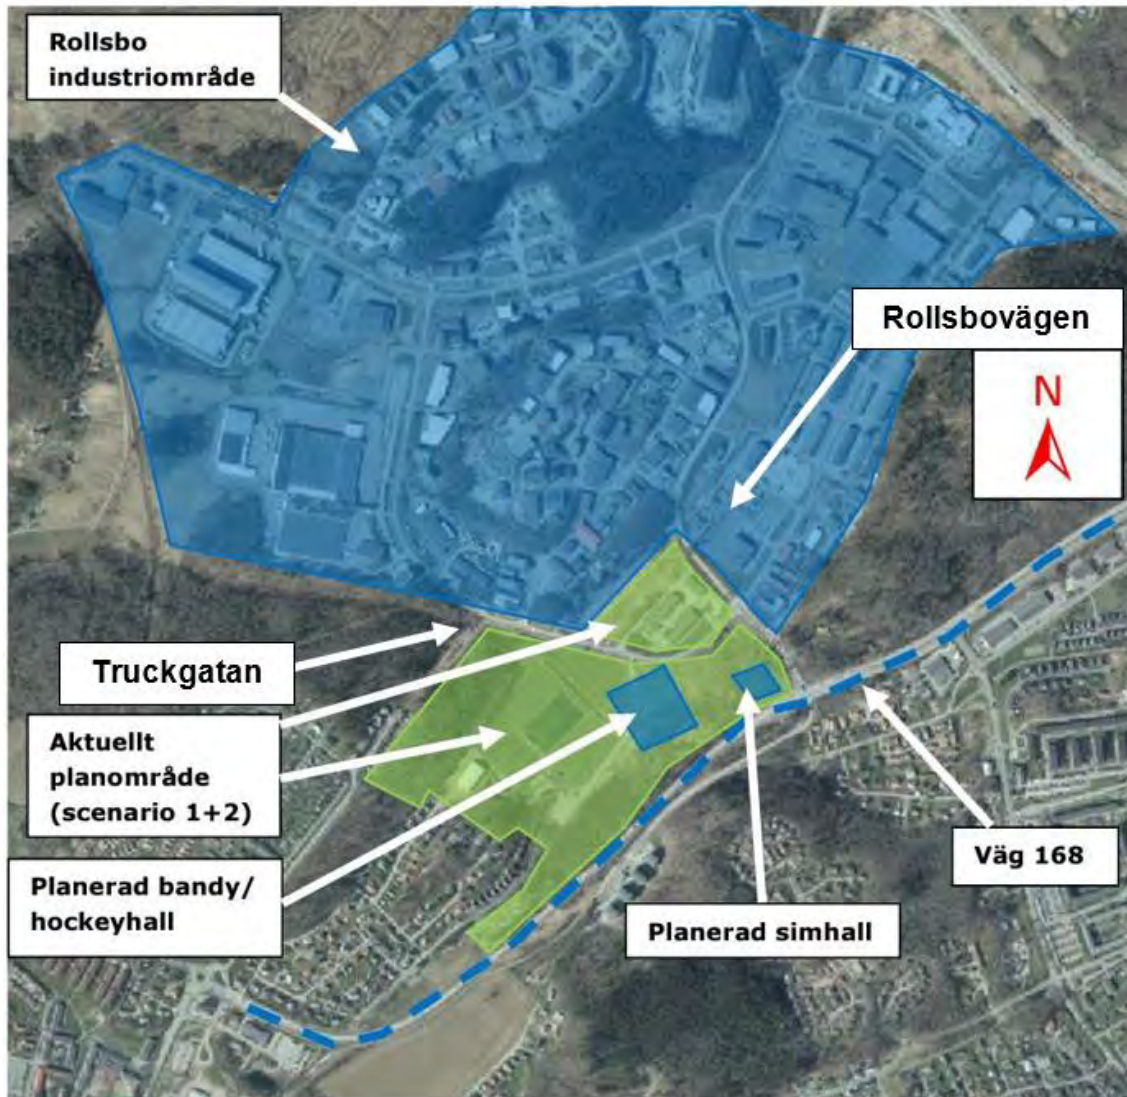 Rollsbo
industriområde
Rollsbovägen
N
Truckgatan
Aktuellt
planområde
(scenario 1+2)
Planerad bandy/
hockeyhall
Planerad simhall
Väg 168